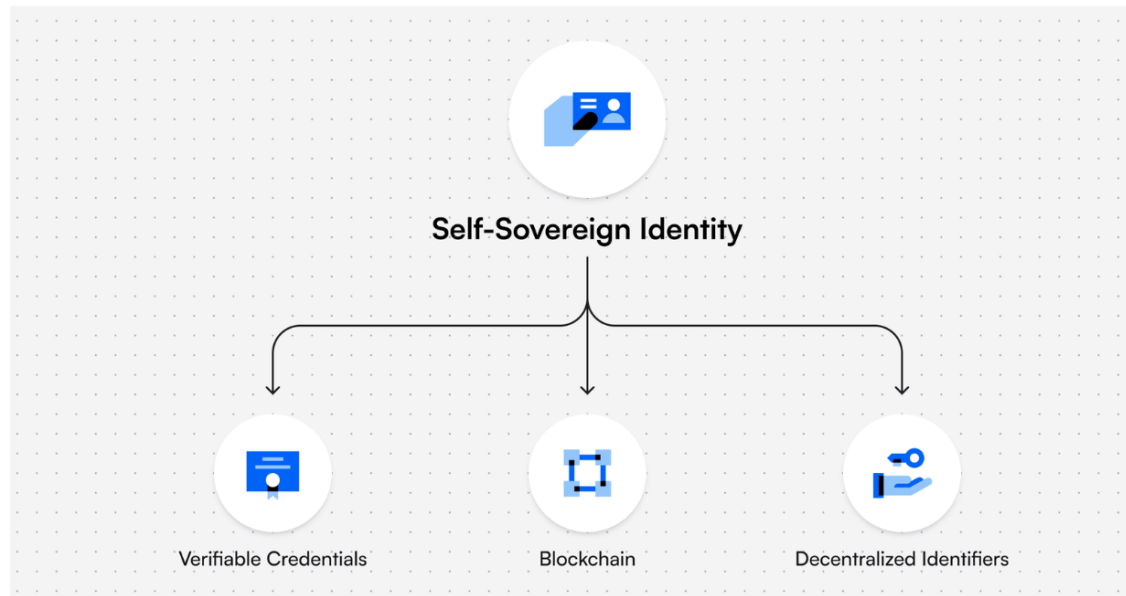 Self-Sovereign Identity
Verifiable Credentials
Blockchain
Decentralized Identifiers